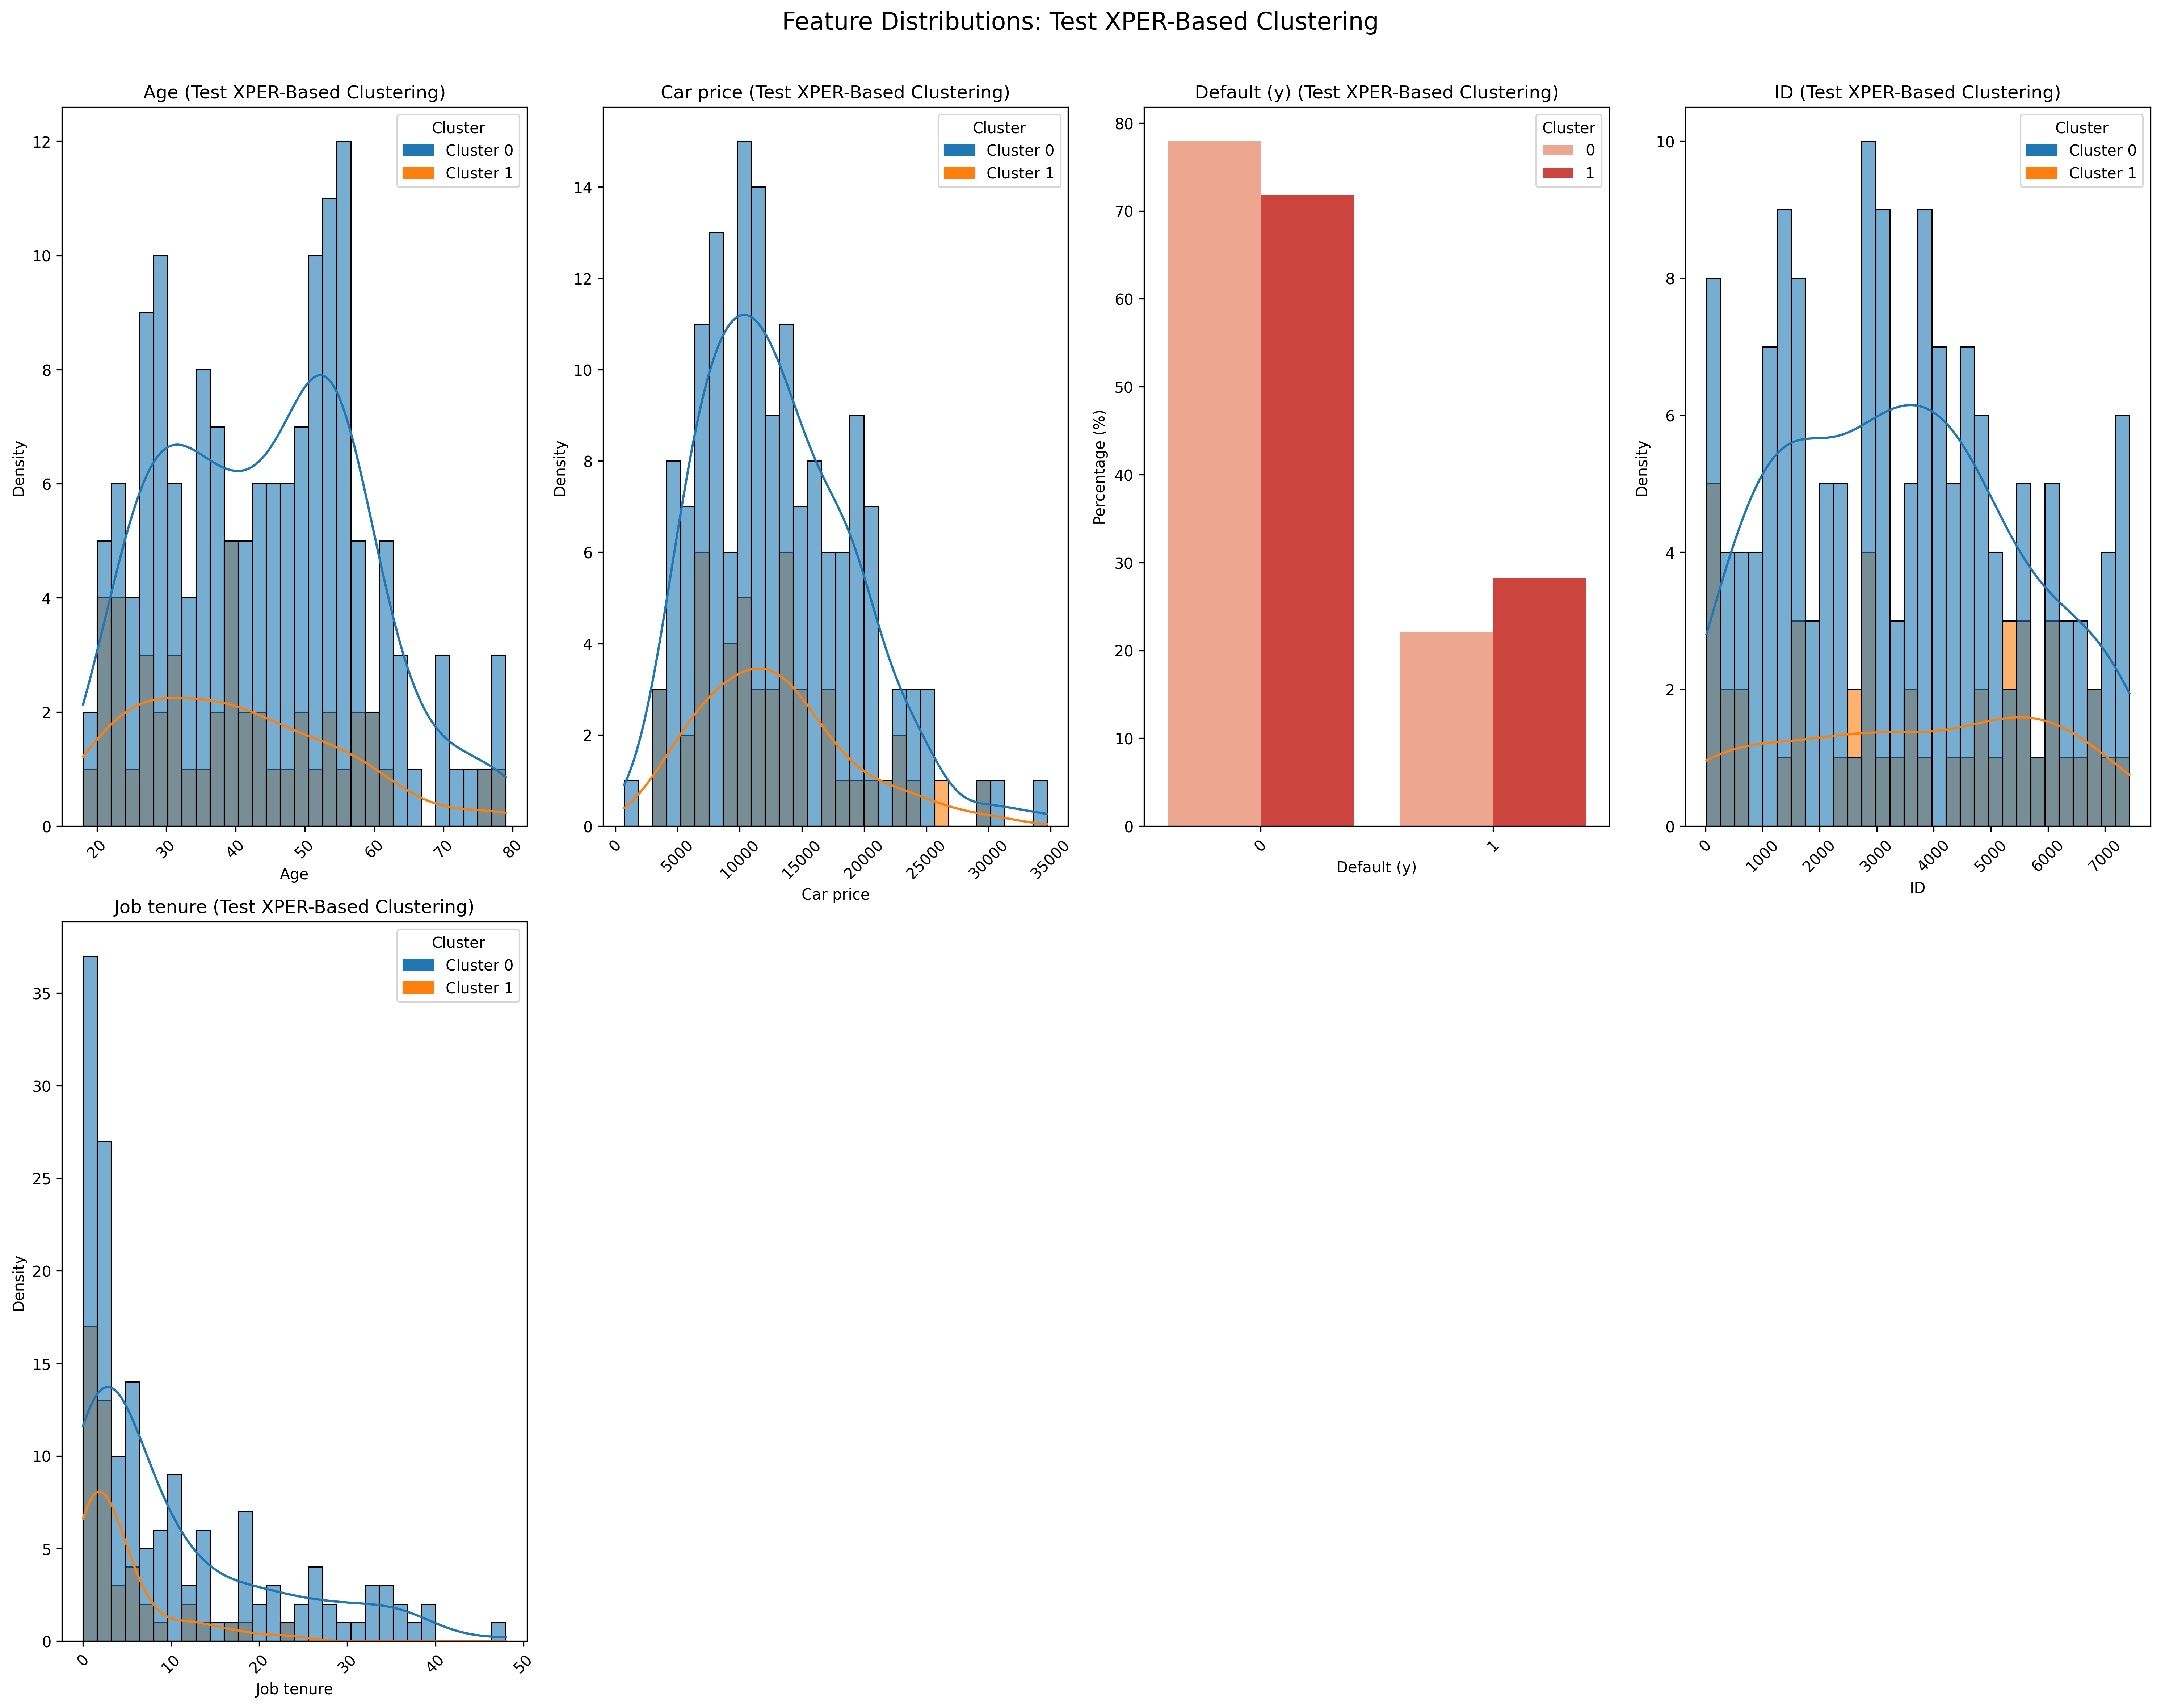 Feature Distributions: Test XPER-Based Clustering
Age (Test XPER-Based Clustering)
Density
12
10
8
6
4
2
0
Cluster
Cluster 0
Cluster 1
20
30
40
50
60
70
80
Age
Car price (Test XPER-Based Clustering)
Density
14
12
10
8
6
4
2
0
Cluster
Cluster 0
Cluster 1
0
5000
10000
15000
20000
25000
30000
35000
Car price
Default (y) (Test XPER-Based Clustering)
Percentage (%)
80
70
60
50
40
30
20
10
0
Cluster
0
1
0
1
Default (y)
ID (Test XPER-Based Clustering)
Density
10
8
6
4
2
0
Cluster
Cluster 0
Cluster 1
0
1000
2000
3000
4000
5000
6000
7000
ID
Job tenure (Test XPER-Based Clustering)
Density
35
30
25
20
15
10
5
0
Cluster
Cluster 0
Cluster 1
0
10
20
30
40
50
Job tenure